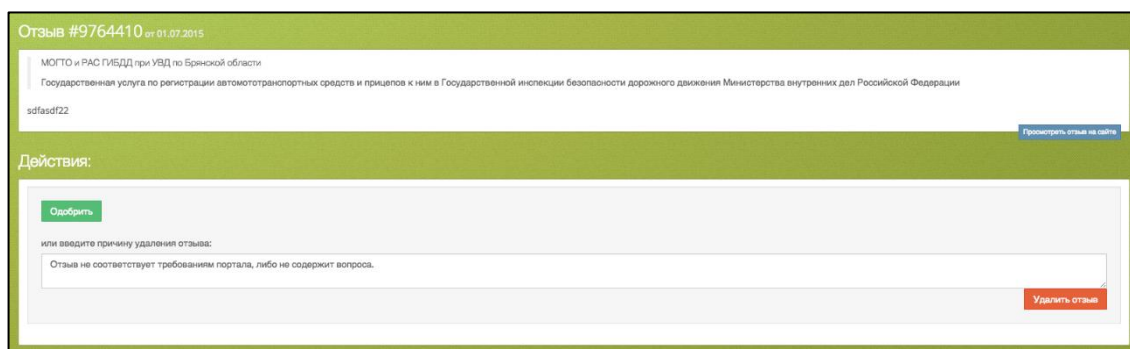 Отзыв #9764410 от 01.07.2015
МОГТО и РАС ГИБДД при УВД по Брянской области
Государственная услуга по регистрации автомототранспортных средств и прицепов к ним в Государственной инспекции безопасности дорожного движения Министерства внутренних дел Российской Федерации
sdfasdf22
Просмотреть отзыв на сайте
Действия:
Одобрить
или введите причину удаления отзыва:
Отзыв не соответствует требованиям портала, либо не содержит вопроса.
Удалить отзыв